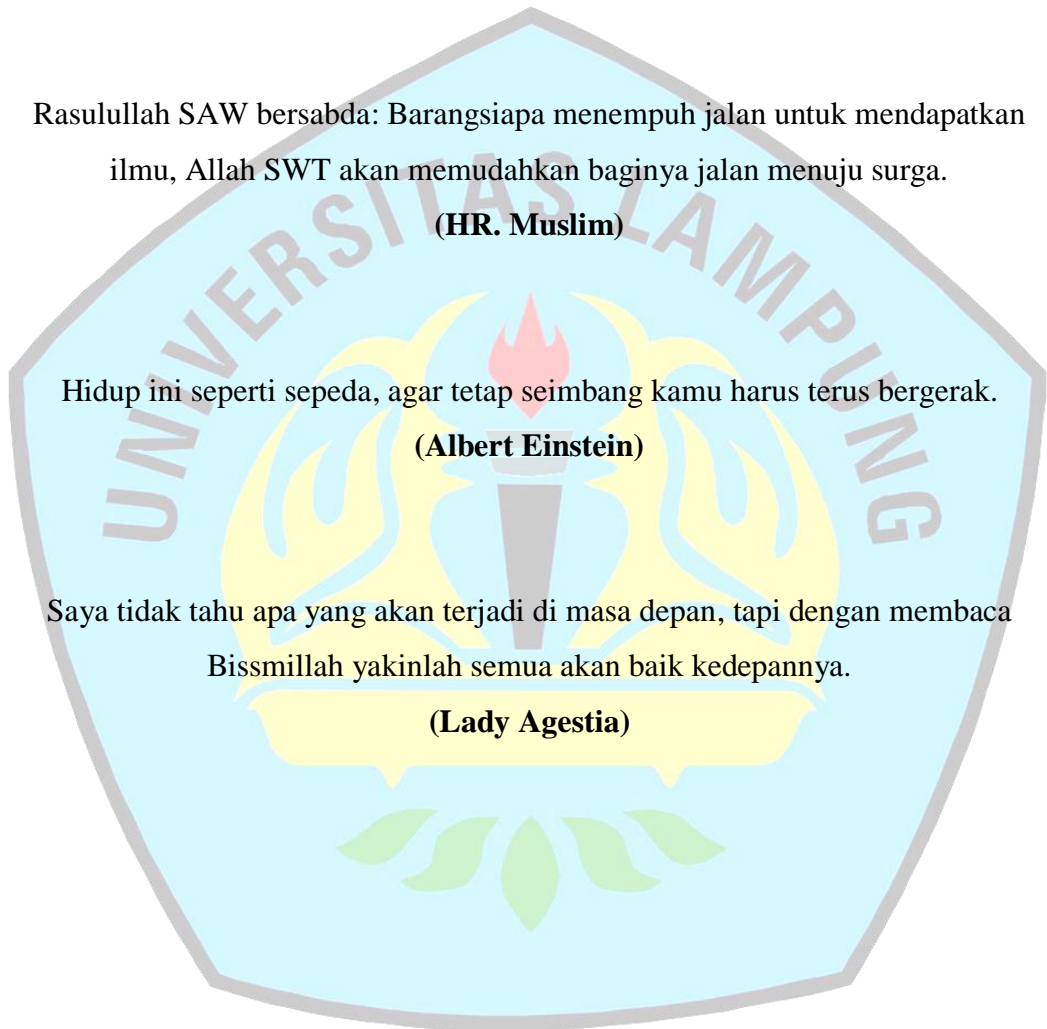 Rasulullah SAW bersabda: Barangsiapa menempuh jalan untuk mendapatkan
ilmu, Allah SWT akan memudahkan baginya jalan menuju surga.
(HR. Muslim)
UNIVERSITAS LAMPUNG
Hidup ini seperti sepeda, agar tetap seimbang kamu harus terus bergerak.
(Albert Einstein)
Saya tidak tahu apa yang akan terjadi di masa depan, tapi dengan membaca
Bissmillah yakinlah semua akan baik kedepannya.
(Lady Agestia)